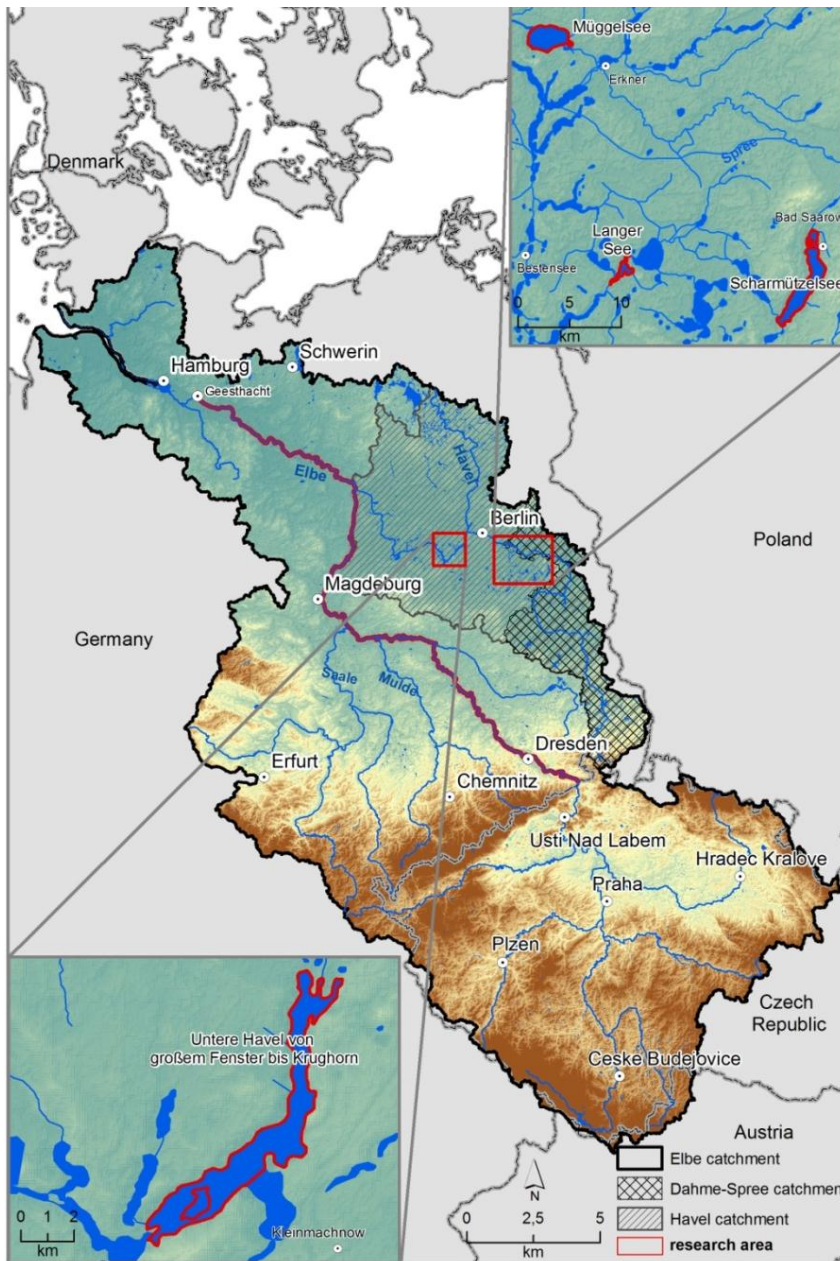 Müggelsee
Erkner
Spree
Bad Saarow
Langer
See
Bestensee
Scharmützelsee
0 5 10
km
Denmark
Hamburg
Schwerin
Geesthacht
Elbe
Havel
Berlin
Poland
Magdeburg
Germany
Saale
Mulde
Dresden
Erfurt
Chemnitz
Usti Nad Labem
Hradec Kralove
Praha
Plzen
Czech
Republic
Ceske Budejovice
Untere Havel von
großem Fenster bis Krughorn
0 1 2
km
Kleinmachnow
Austria
Elbe catchment
Dahme-Spree catchment
Havel catchment
research area
N
0 2,5 5
km